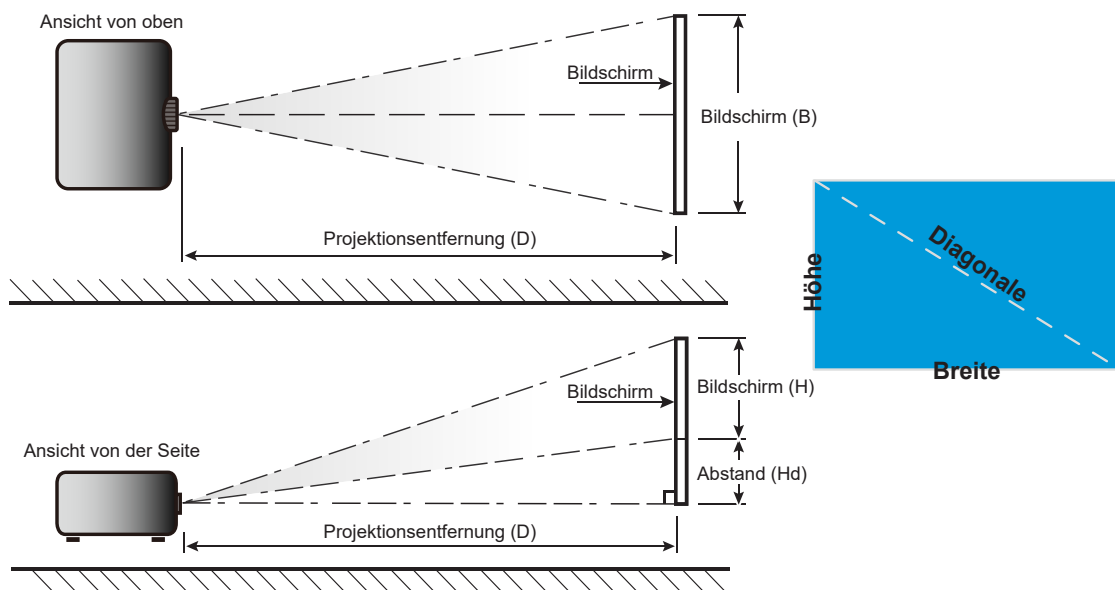 Ansicht von oben
Bildschirm
Bildschirm (B)
Projektionsentfernung (D)
Höhe
Diagonale
Breite
Bildschirm
Bildschirm (H)
Ansicht von der Seite
Abstand (Hd)
Projektionsentfernung (D)